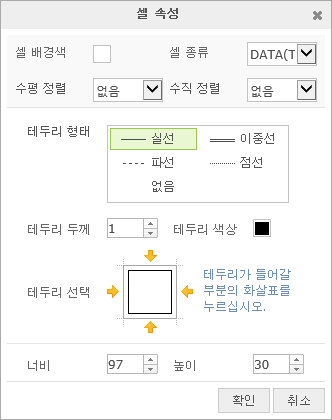 셀 속성
셀 배경색 셀 종류 DATA(T
수평 정렬 없음 수직 정렬 없음
테두리 형태 실선 이중선
파선 점선
없음
테두리 두께 1 테두리 색상
테두리 선택 테두리가 들어갈
부분의 화살표를
누르십시오.
너비 97 높이 30
확인 취소